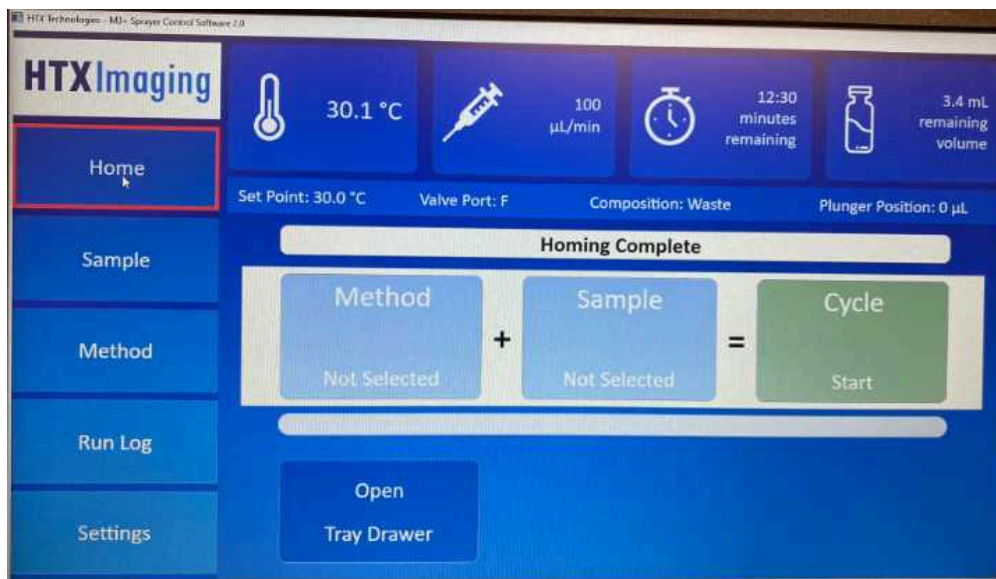 HTX Technologies - M3+ Sprayer Control Software 2.0
HTXImaging
30.1 °C
100
µL/min
12:30
minutes
remaining
3.4 mL
remaining
volume
Home
Set Point: 30.0 °C
Valve Port: F
Composition: Waste
Plunger Position: 0 µL
Homing Complete
Sample
Method
Not Selected
+
Sample
Not Selected
=
Cycle
Start
Method
Run Log
Open
Tray Drawer
Settings